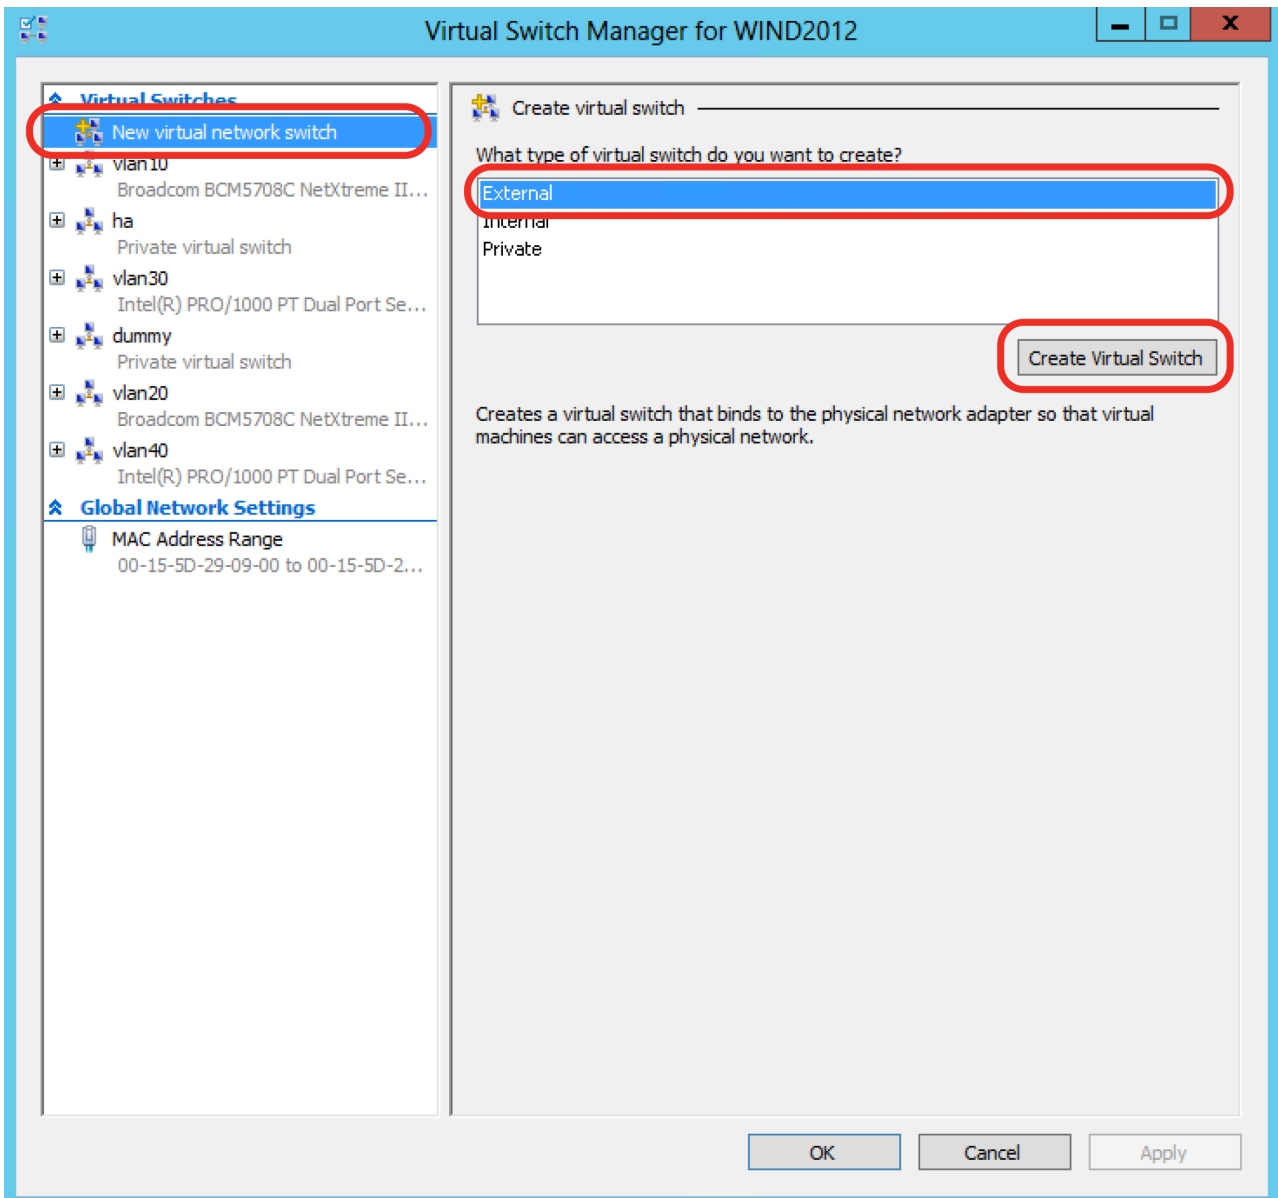 Virtual Switch Manager for WIND2012
Virtual Switches
New virtual network switch
vlan10
Broadcom BCM5708C NetXtreme II...
ha
Private virtual switch
vlan30
Intel(R) PRO/1000 PT Dual Port Se...
dummy
Private virtual switch
vlan20
Broadcom BCM5708C NetXtreme II...
vlan40
Intel(R) PRO/1000 PT Dual Port Se...
Global Network Settings
MAC Address Range
00-15-5D-29-09-00 to 00-15-5D-2...
Create virtual switch
What type of virtual switch do you want to create?
External
Internal
Private
Create Virtual Switch
Creates a virtual switch that binds to the physical network adapter so that virtual
machines can access a physical network.
OK
Cancel
Apply